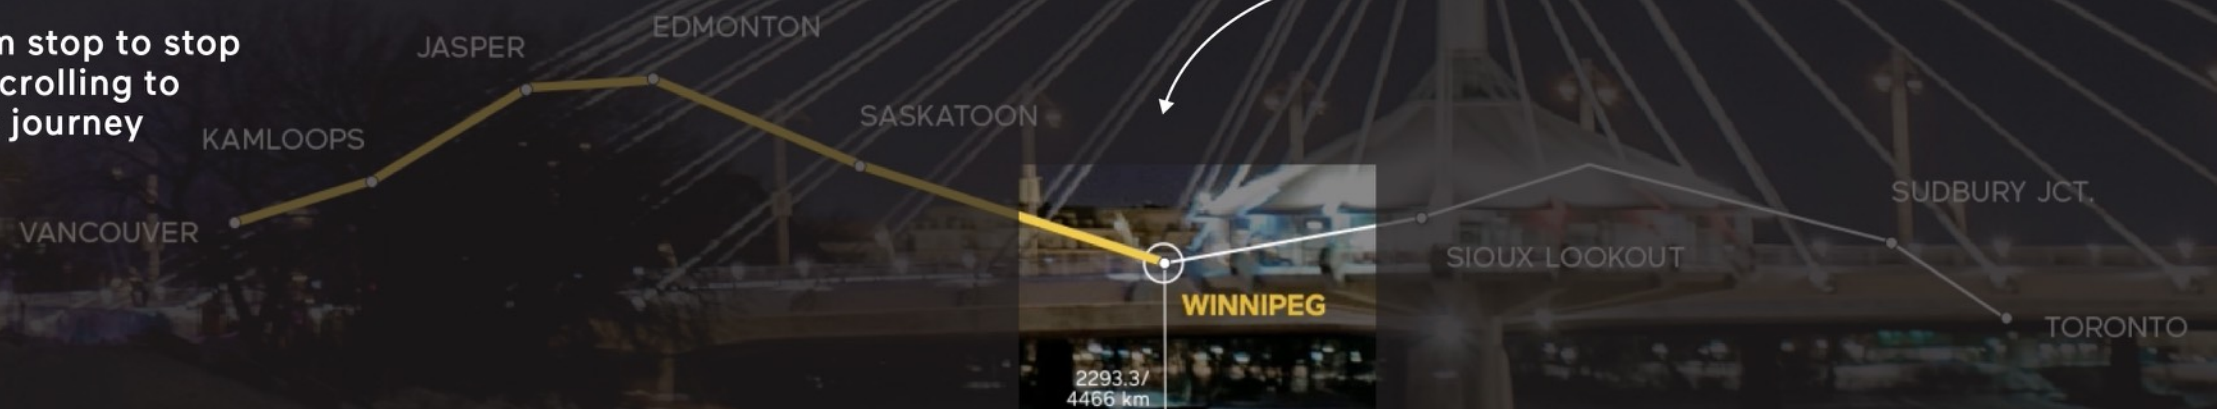 m stop to stop
crolling to
journey
VANCOUVER
KAMLOOPS
JASPER
EDMONTON
SASKATOON
WINNIPEG
2293.3/
4466 km
SIOUX LOOKOUT
SUDBURY JCT.
TORONTO